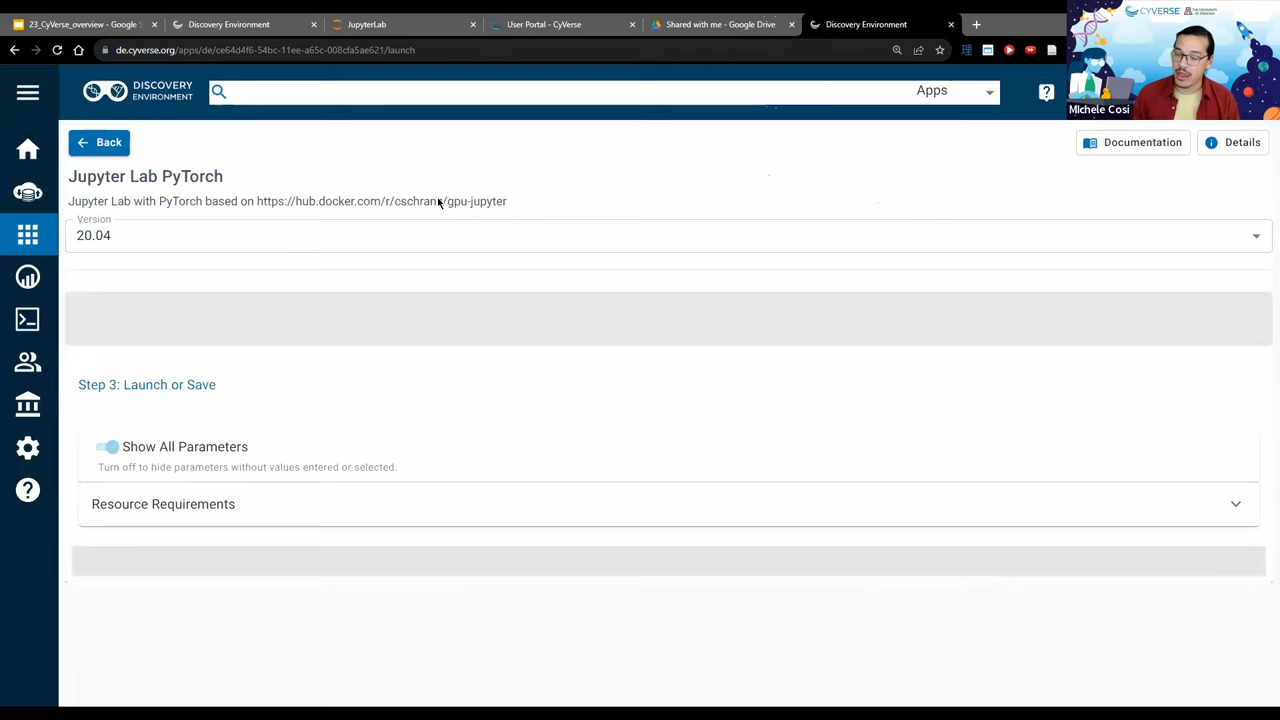 23_CyVerse_overview - Google S
Discovery Environment
JupyterLab
User Portal - CyVerse
Shared with me - Google Drive
Discovery Environment
de.cyverse.org/apps/de/ce64d4f6-54bc-11ee-a65c-008cfa5ae621/launch
CYVERSE
DISCOVERY
ENVIRONMENT
Apps
MIchele Cosi
Back
Documentation
Details
Jupyter Lab PyTorch
Jupyter Lab with PyTorch based on https://hub.docker.com/r/cschran/gpu-jupyter
Version
20.04
Step 3: Launch or Save
Show All Parameters
Turn off to hide parameters without values entered or selected.
Resource Requirements